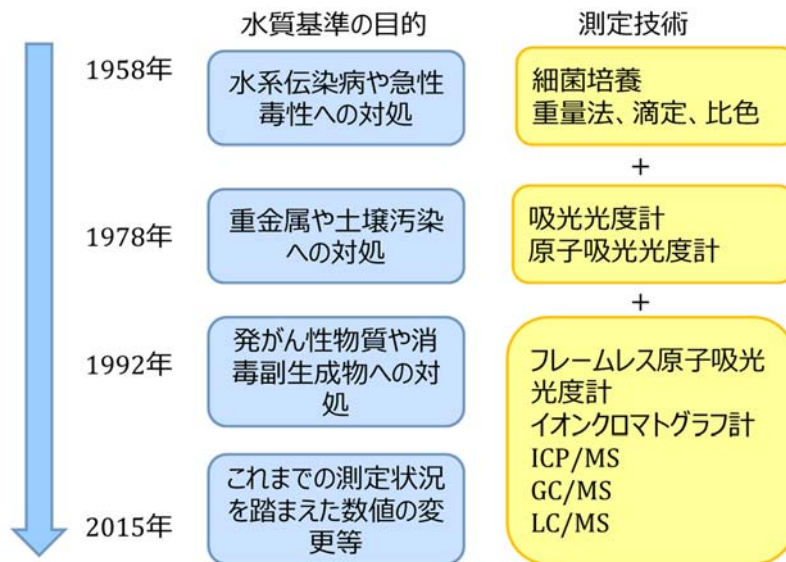 水質基準の目的
測定技術
1958年
水系伝染病や急性
毒性への対処
細菌培養
重量法、滴定、比色
+
1978年
重金属や土壌汚染
への対処
吸光光度計
原子吸光光度計
+
1992年
発がん性物質や消
毒副生成物への対
処
フレームレス原子吸光
光度計
イオンクロマトグラフ計
ICP/MS
GC/MS
LC/MS
2015年
これまでの測定状況
を踏まえた数値の変
更等